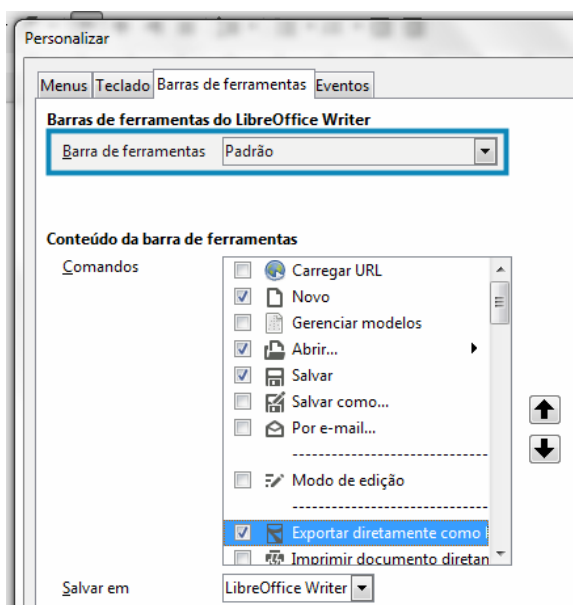 Personalizar
Menus Teclado Barras de ferramentas Eventos
Barras de ferramentas do LibreOffice Writer
Barra de ferramentas Padrão
Conteúdo da barra de ferramentas
Comandos
Carregar URL
Novo
Gerenciar modelos
Abrir...
Salvar
Salvar como...
Por e-mail...
Modo de edição
Exportar diretamente como
Imprimir documento diretan
Salvar em LibreOffice Writer